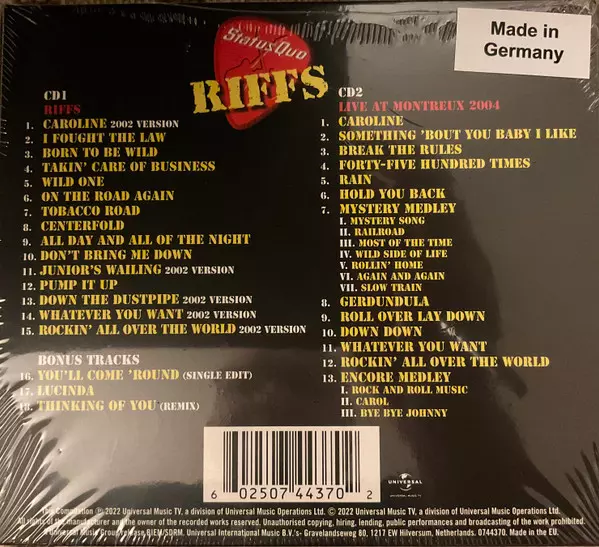 Made in
Germany
StatusQuo
RIFFS
CD1
RIFFS
1. CAROLINE 2002 VERSION
2. I FOUGHT THE LAW
3. BORN TO BE WILD
4. TAKIN' CARE OF BUSINESS
5. WILD ONE
6. ON THE ROAD AGAIN
7. TOBACCO ROAD
8. CENTERFOLD
9. ALL DAY AND ALL OF THE NIGHT
10. DON'T BRING ME DOWN
11. JUNIOR'S WAILING 2002 VERSION
12. PUMP IT UP
13. DOWN THE DUSTPIPE 2002 VERSION
14. WHATEVER YOU WANT 2002 VERSION
15. ROCKIN' ALL OVER THE WORLD 2002 VERSION
BONUS TRACKS
16. YOU'LL COME 'ROUND (SINGLE EDIT)
17. LUCINDA
18. THINKING OF YOU (REMIX)
CD2
LIVE AT MONTREUX 2004
1. CAROLINE
2. SOMETHING 'BOUT YOU BABY I LIKE
3. BREAK THE RULES
4. FORTY-FIVE HUNDRED TIMES
5. RAIN
6. HOLD YOU BACK
7. MYSTERY MEDLEY
I. MYSTERY SONG
II. RAILROAD
III. MOST OF THE TIME
IV. WILD SIDE OF LIFE
V. ROLLIN' HOME
VI. AGAIN AND AGAIN
VII. SLOW TRAIN
8. GERDUNDULA
9. ROLL OVER LAY DOWN
10. DOWN DOWN
11. WHATEVER YOU WANT
12. ROCKIN' ALL OVER THE WORLD
13. ENCORE MEDLEY
I. ROCK AND ROLL MUSIC
II. CAROL
III. BYE BYE JOHNNY
6 02507 44370 2
UNIVERSAL
UNIVERSAL MUSIC TV
This Compilation ℗ 2022 Universal Music TV, a division of Universal Music Operations Ltd. © 2022 Universal Music TV, a division of Universal Music Operations Ltd.
All rights of the manufacturer and the owner of the recorded works reserved. Unauthorised copying, hiring, lending, public performances and broadcasting of the work prohibited.
A Universal Music Group release. BIEM/SDRM. Universal International Music B.V.'s- Gravelandseweg 80, 1217 EW Hilversum, Netherlands. 0744370. Made in the EU.